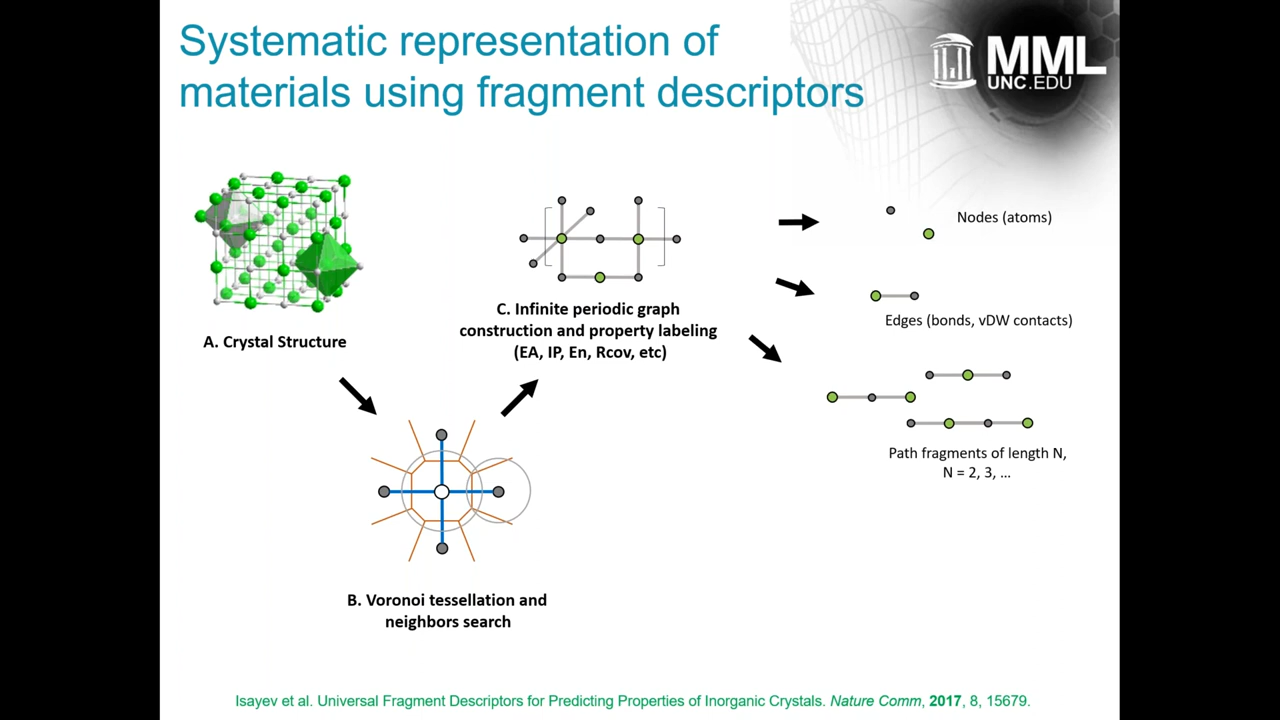 Systematic representation of
materials using fragment descriptors
MML
UNC.EDU
A. Crystal Structure
B. Voronoi tessellation and
neighbors search
C. Infinite periodic graph
construction and property labeling
(EA, IP, En, Rcov, etc)
Nodes (atoms)
Edges (bonds, vDW contacts)
Path fragments of length N,
N = 2, 3, ...
Isayev et al. Universal Fragment Descriptors for Predicting Properties of Inorganic Crystals. Nature Comm, 2017, 8, 15679.